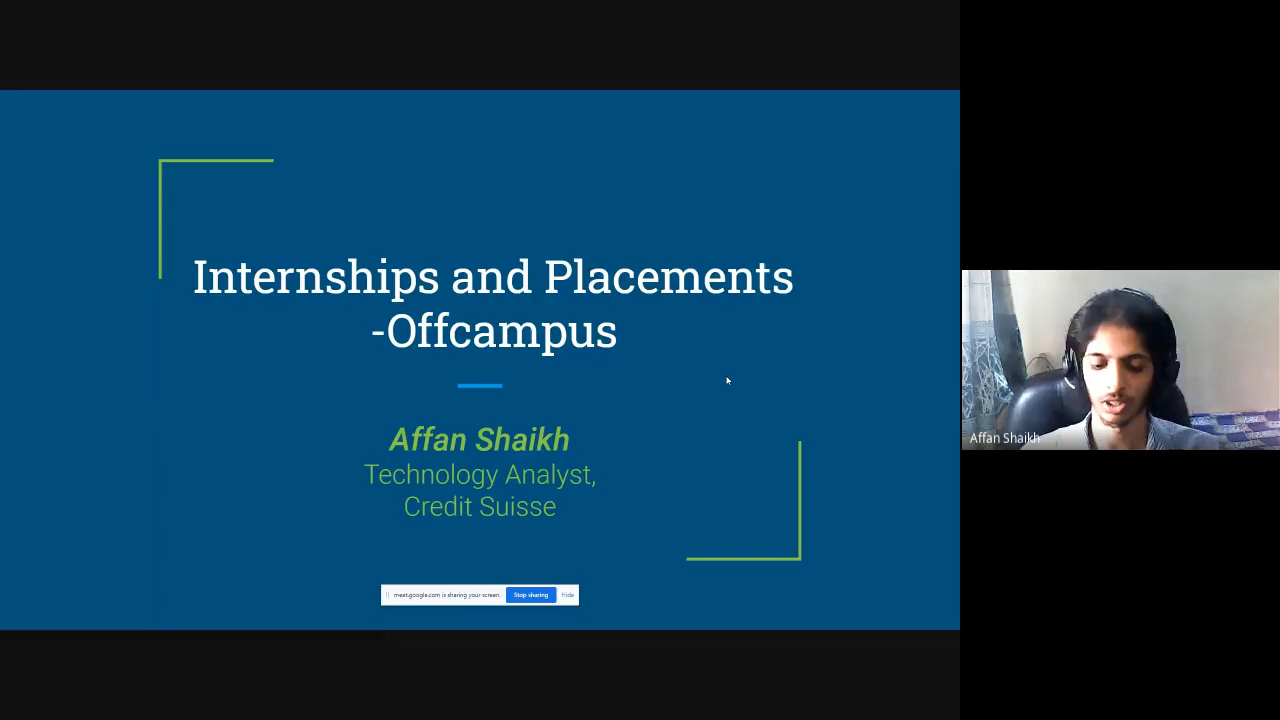 Internships and Placements
-Offcampus
Affan Shaikh
Technology Analyst,
Credit Suisse
meet.google.com is sharing your screen.
Stop sharing
Hide
Affan Shaikh